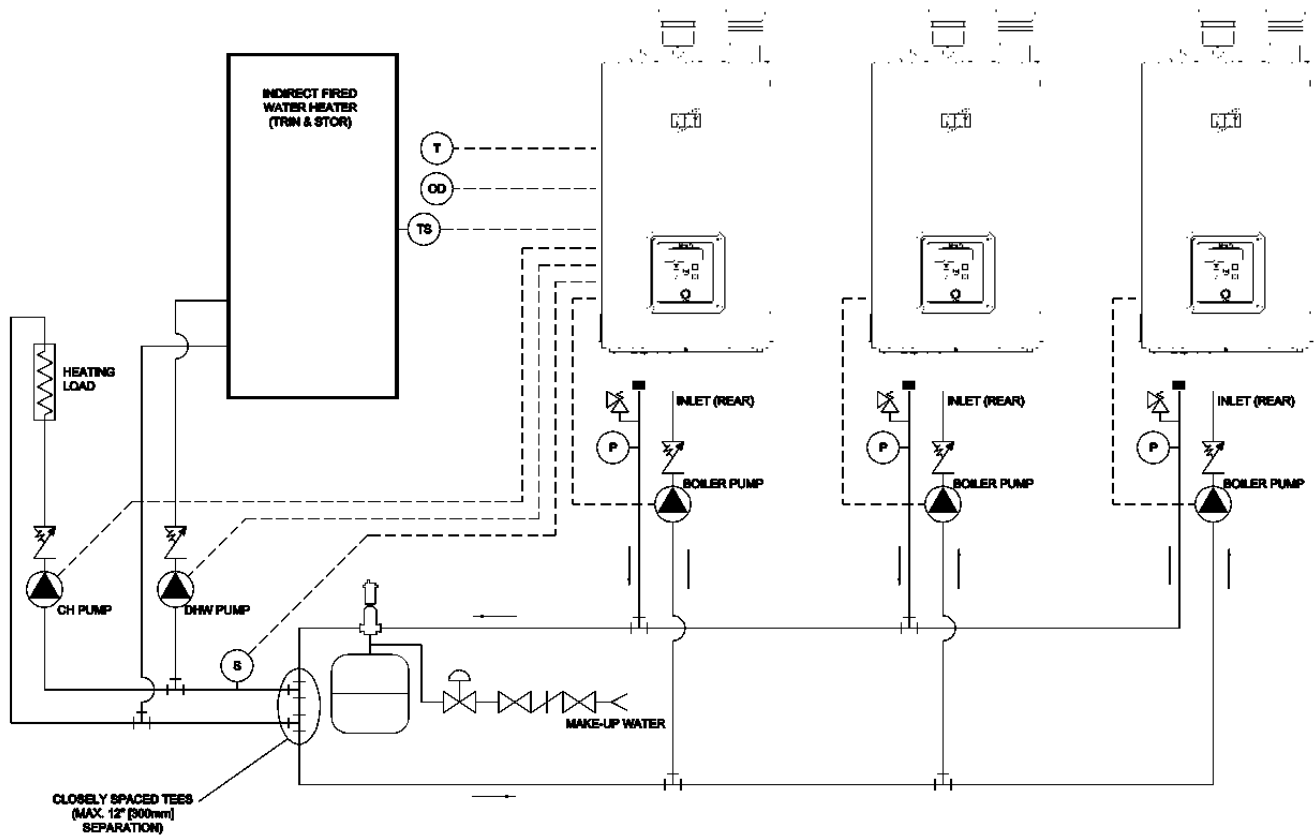 INDIRECT FIRED
WATER HEATER
(TRIN & STOR)
T
OD
TS
HEATING
LOAD
INLET (REAR)
INLET (REAR)
INLET (REAR)
P
P
P
BOILER PUMP
BOILER PUMP
BOILER PUMP
CH PUMP
DHW PUMP
S
MAKE-UP WATER
CLOSELY SPACED TEES
(MAX. 12" [300mm]
SEPARATION)